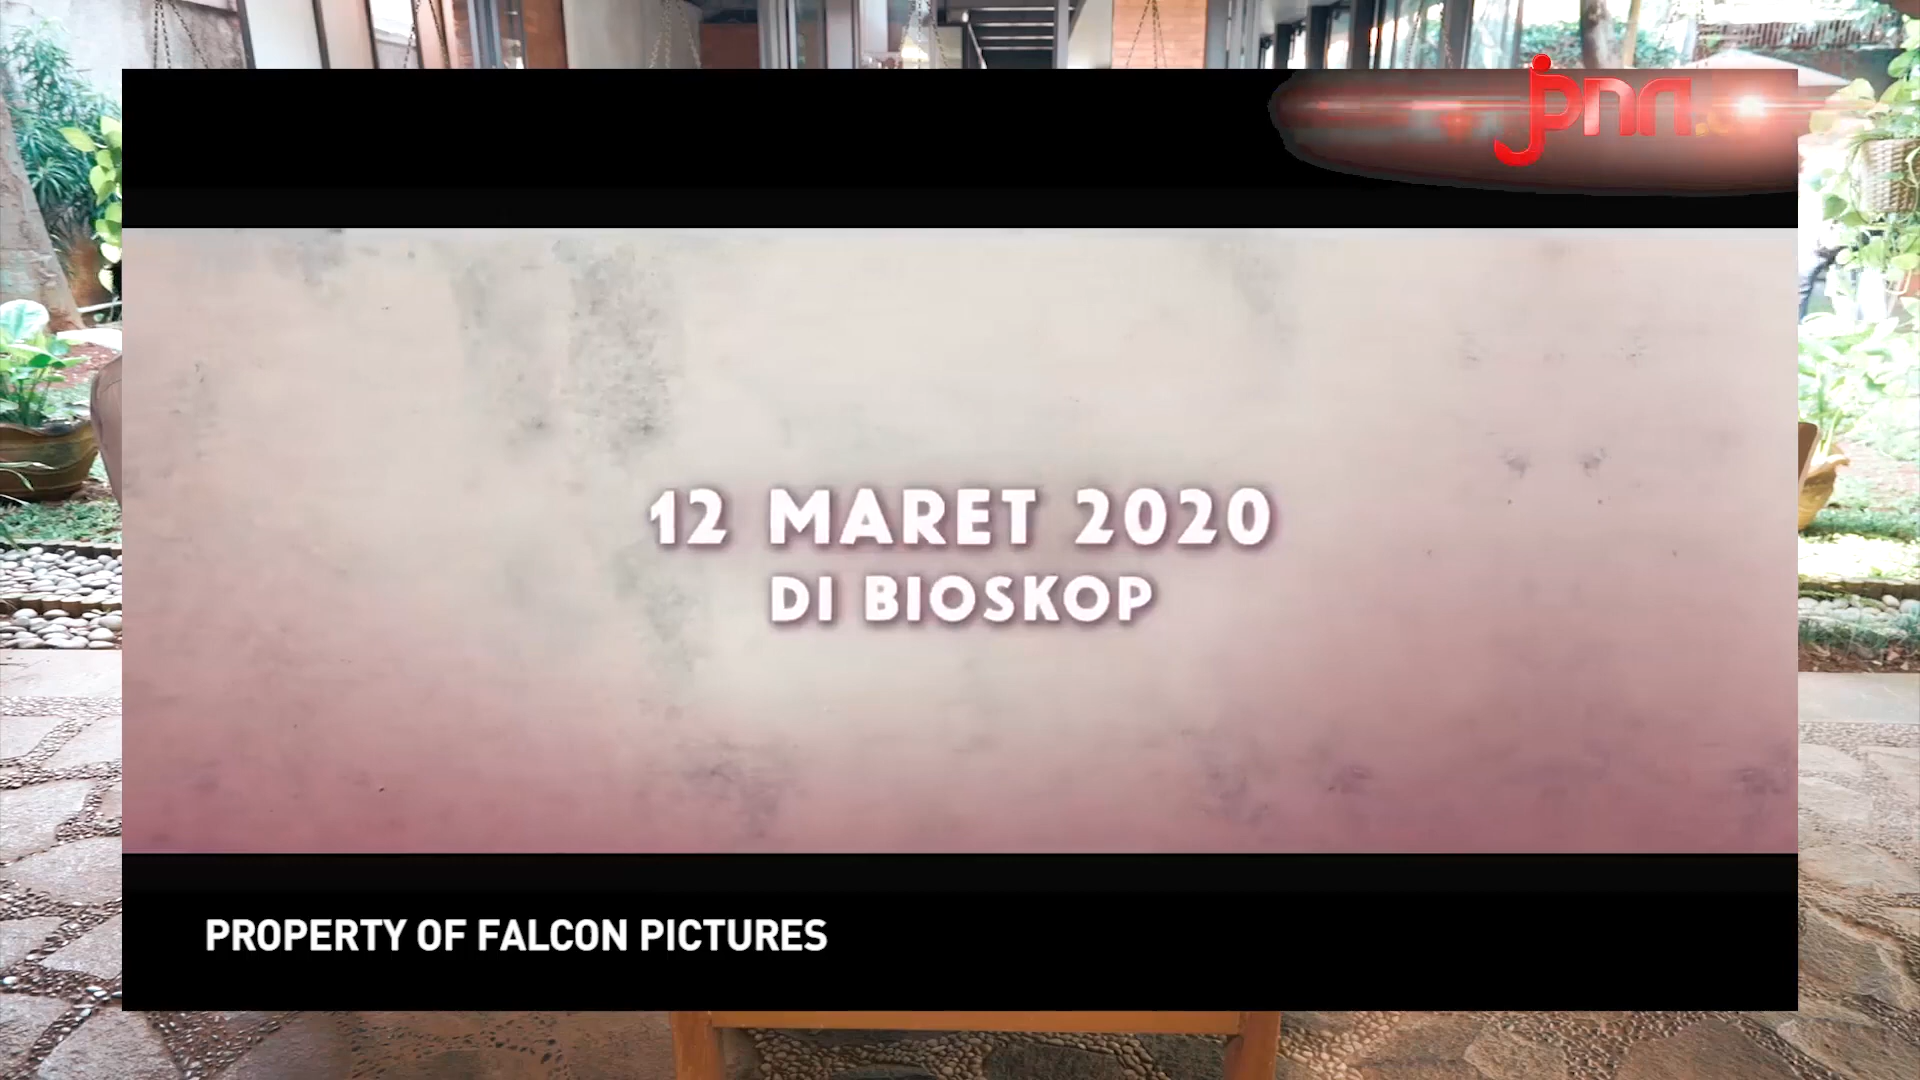 jpnn
12 MARET 2020
DI BIOSKOP
PROPERTY OF FALCON PICTURES